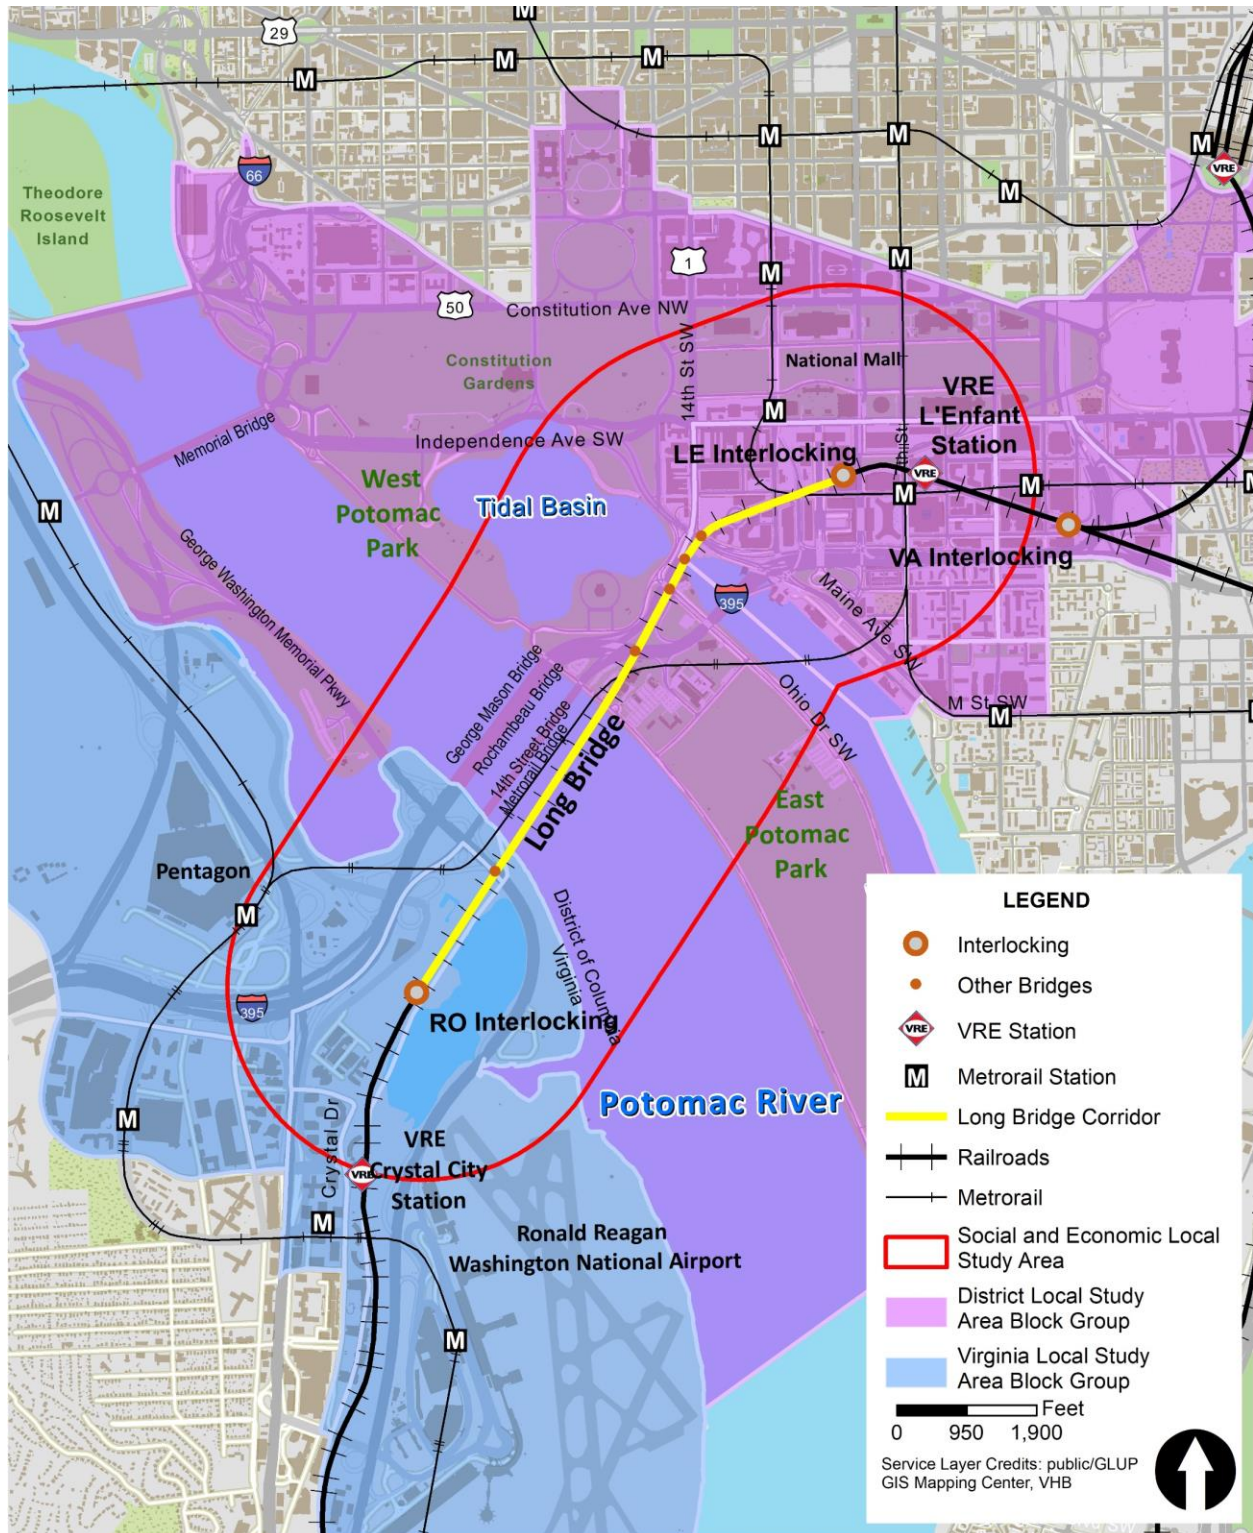 29
M
M
M
M
M
M
M
VRE
66
Theodore
Roosevelt
Island
M
1
M
M
50
Constitution Ave NW
14th St SW
National Mall
Constitution
Gardens
VRE
L'Enfant
Station
M
Memorial Bridge
Independence Ave SW
7th St
LE Interlocking
VRE
West
Potomac
Park
Tidal Basin
M
M
M
M
George Washington Memorial Pkwy
VA Interlocking
395
Maine Ave SW
George Mason Bridge
Rochambeau Bridge
14th Street Bridge
Metrorail Bridge
Long Bridge
Ohio Dr SW
M St SW
M
M
East
Potomac
Park
Pentagon
M
District of Columbia
Virginia
395
RO Interlocking
Potomac River
M
Crystal Dr
VRE
Crystal City
Station
VRE
M
Ronald Reagan
Washington National Airport
M
LEGEND
Interlocking
Other Bridges
VRE
VRE Station
M
Metrorail Station
Long Bridge Corridor
Railroads
Metrorail
Social and Economic Local
Study Area
District Local Study
Area Block Group
Virginia Local Study
Area Block Group
Feet
0 950 1,900
Service Layer Credits: public/GLUP
GIS Mapping Center, VHB